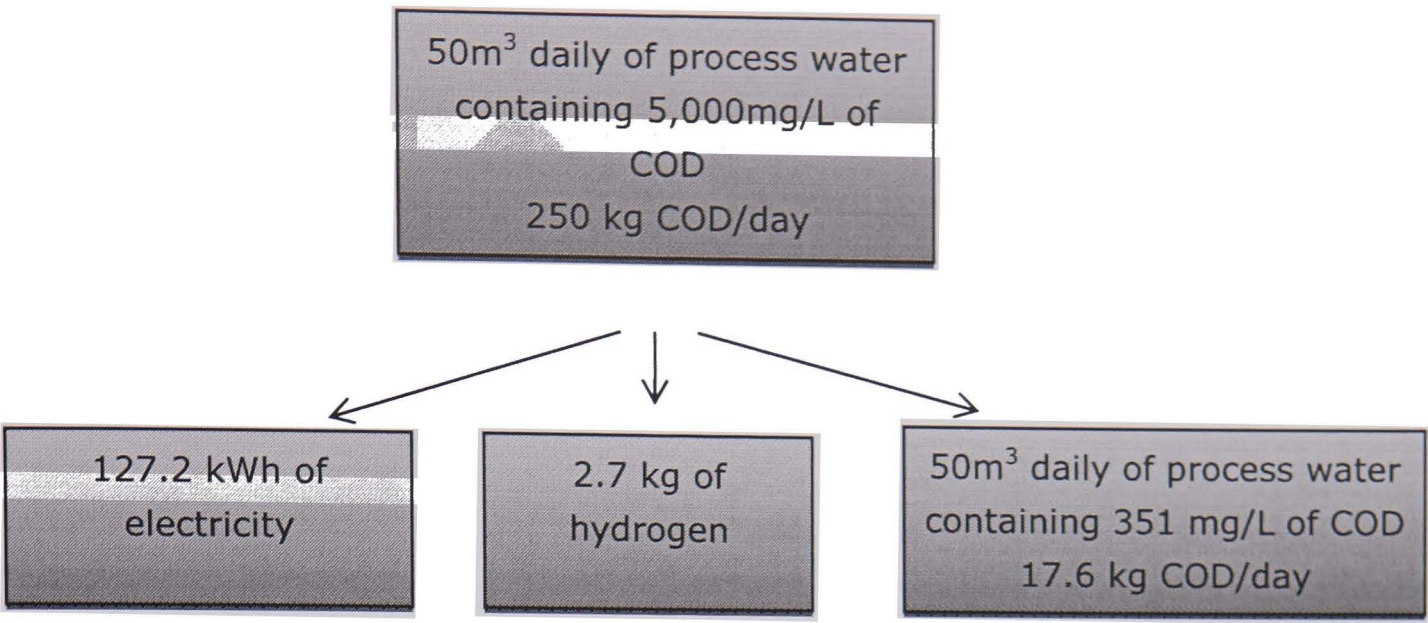 50m³ daily of process water
containing 5,000mg/L of
COD
250 kg COD/day
127.2 kWh of
electricity
2.7 kg of
hydrogen
50m³ daily of process water
containing 351 mg/L of COD
17.6 kg COD/day